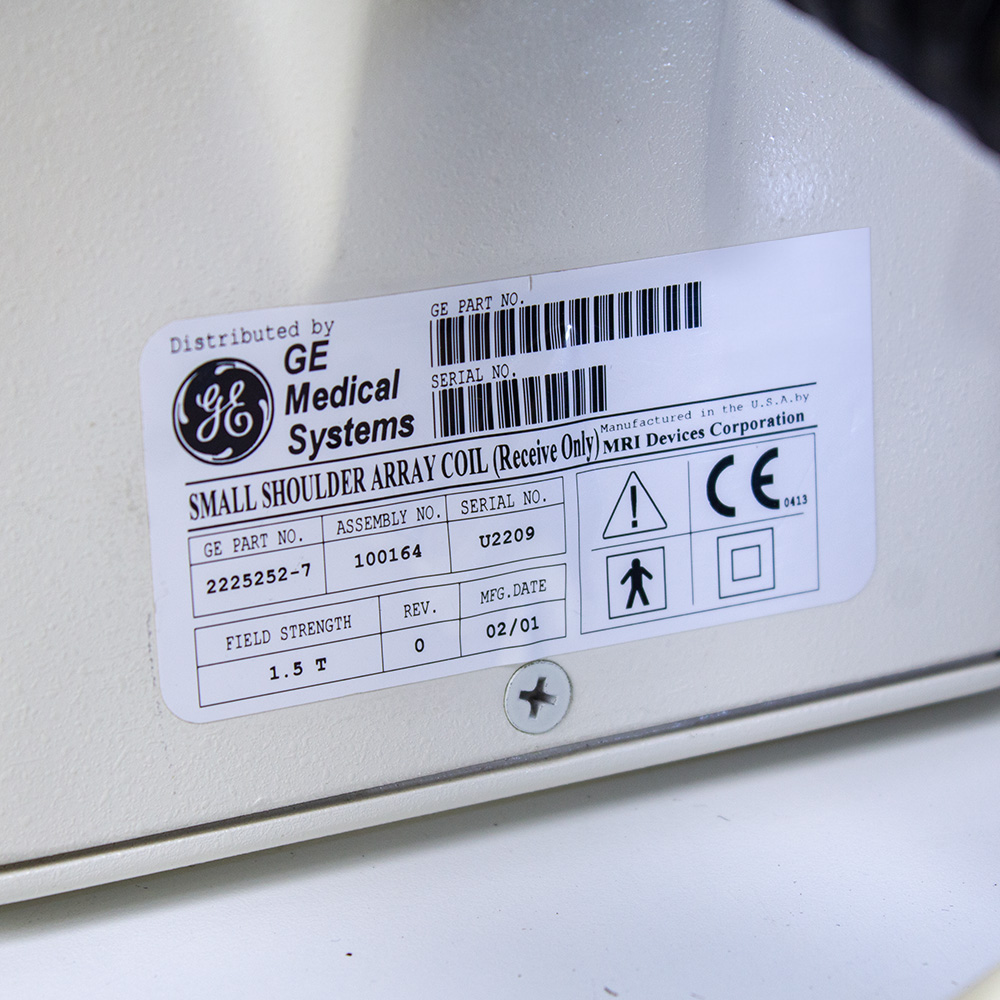 Distributed by
GE
Medical
Systems
GE
GE PART NO.
SERIAL NO.
Manufactured in the U.S.A.by
SMALL SHOULDER ARRAY COIL (Receive Only) MRI Devices Corporation
GE PART NO. ASSEMBLY NO. SERIAL NO.
2225252-7 100164 U2209
FIELD STRENGTH REV. MFG.DATE
1.5 T 0 02/01
!
CE 0413